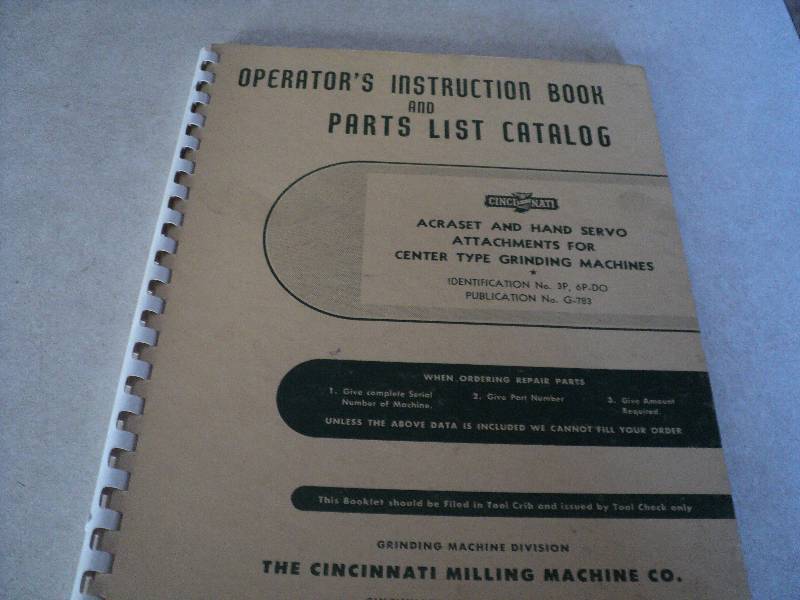 OPERATOR'S INSTRUCTION BOOK
AND
PARTS LIST CATALOG
CINCINNATI
ACRASET AND HAND SERVO
ATTACHMENTS FOR
CENTER TYPE GRINDING MACHINES
★
IDENTIFICATION No. 3P, 6P-DO
PUBLICATION No. G-783
WHEN ORDERING REPAIR PARTS
1. Give complete Serial Number of Machine.
2. Give Part Number
3. Give Amount Required.
UNLESS THE ABOVE DATA IS INCLUDED WE CANNOT FILL YOUR ORDER
This Booklet should be Filed in Tool Crib and issued by Tool Check only
GRINDING MACHINE DIVISION
THE CINCINNATI MILLING MACHINE CO.